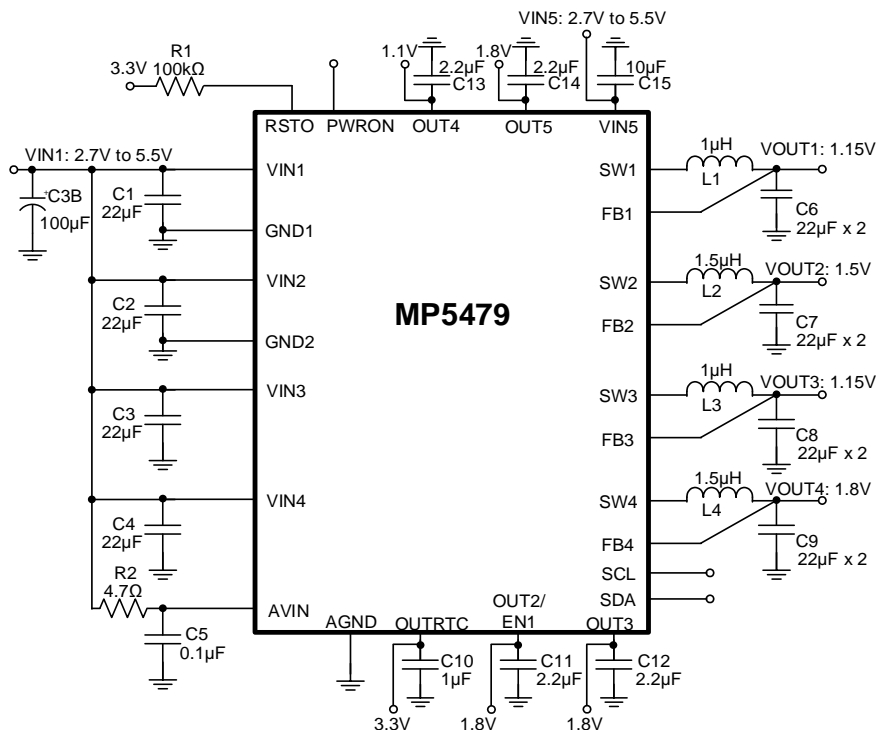 VIN5: 2.7V to 5.5V
R1
100kΩ
3.3V
1.1V
2.2µF
C13
1.8V
2.2µF
C14
10µF
C15
RSTO
PWRON
OUT4
OUT5
VIN5
VIN1: 2.7V to 5.5V
+
C3B
100µF
C1
22µF
VIN1
GND1
C2
22µF
VIN2
GND2
C3
22µF
VIN3
C4
22µF
VIN4
R2
4.7Ω
AVIN
C5
0.1µF
MP5479
SW1
1µH
L1
VOUT1: 1.15V
FB1
C6
22µF x 2
SW2
1.5µH
L2
VOUT2: 1.5V
FB2
C7
22µF x 2
SW3
1µH
L3
VOUT3: 1.15V
FB3
C8
22µF x 2
SW4
1.5µH
L4
VOUT4: 1.8V
FB4
C9
22µF x 2
SCL
SDA
AGND
OUTRTC
OUT2/
EN1
OUT3
C10
1µF
C11
2.2µF
C12
2.2µF
3.3V
1.8V
1.8V